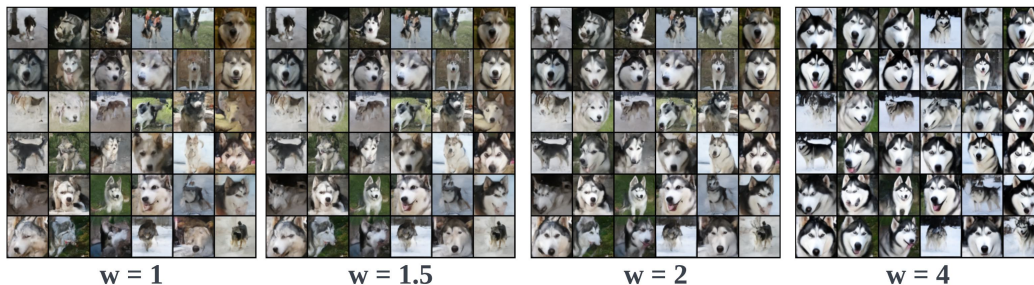 w = 1
w = 1.5
w = 2
w = 4